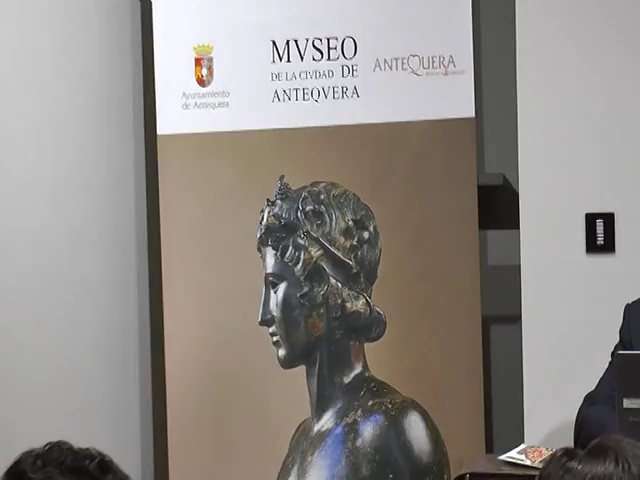 Ayuntamiento
de Antequera
MVSEO
DE LA CIVDAD DE
ANTEQVERA
ANTEQUERA